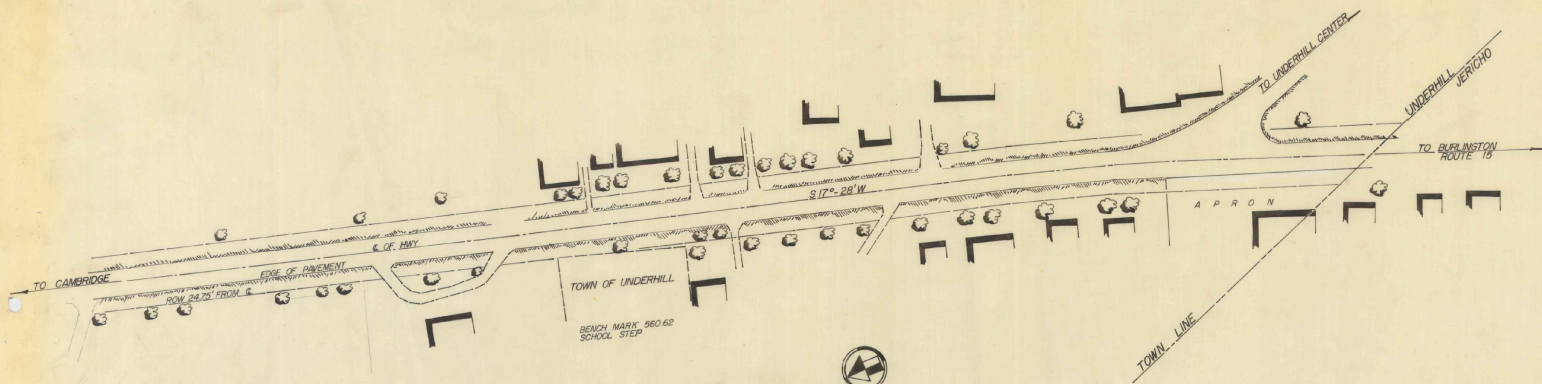 TO UNDERHILL CENTER
UNDERHILL
JERICHO
TO BURLINGTON
ROUTE 15
S 17°-28' W
APRON
℄ OF HWY
EDGE OF PAVEMENT
TO CAMBRIDGE
ROW 24.75' FROM ℄
TOWN OF UNDERHILL
BENCH MARK 560.62
SCHOOL STEP
TOWN LINE